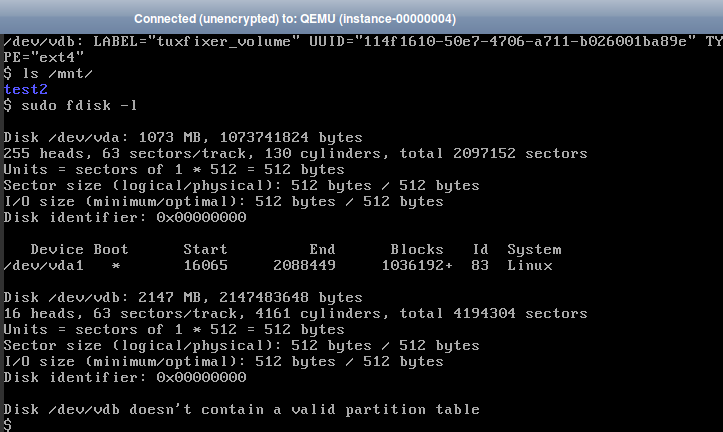 Connected (unencrypted) to: QEMU (instance-00000004)
/dev/vdb: LABEL="tuxfixer_volume" UUID="114f1610-50e7-4706-a711-b026001ba89e" TY
PE="ext4"
$ ls /mnt/
test2
$ sudo fdisk -l
Disk /dev/vda: 1073 MB, 1073741824 bytes
255 heads, 63 sectors/track, 130 cylinders, total 2097152 sectors
Units = sectors of 1 * 512 = 512 bytes
Sector size (logical/physical): 512 bytes / 512 bytes
I/O size (minimum/optimal): 512 bytes / 512 bytes
Disk identifier: 0x00000000
Device Boot Start End Blocks Id System
/dev/vda1 * 16065 2088449 1036192+ 83 Linux
Disk /dev/vdb: 2147 MB, 2147483648 bytes
16 heads, 63 sectors/track, 4161 cylinders, total 4194304 sectors
Units = sectors of 1 * 512 = 512 bytes
Sector size (logical/physical): 512 bytes / 512 bytes
I/O size (minimum/optimal): 512 bytes / 512 bytes
Disk identifier: 0x00000000
Disk /dev/vdb doesn't contain a valid partition table
$